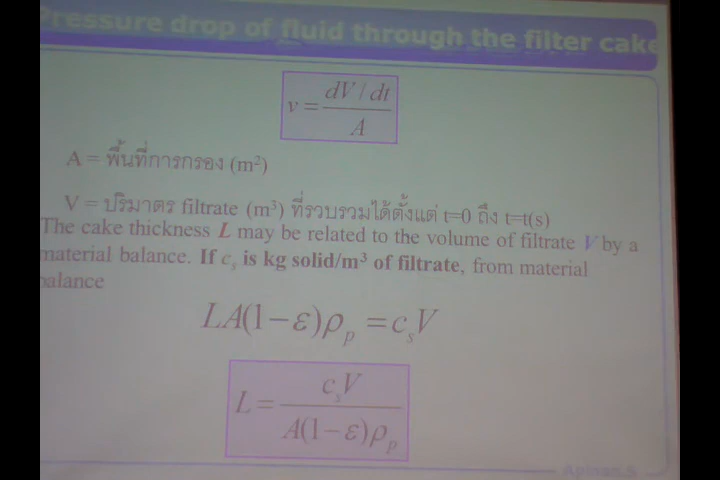 Pressure drop of fluid through the filter cake
v = dV / dt / A
A = พื้นที่การกรอง (m²)
V = ปริมาตร filtrate (m³) ที่รวบรวมได้ตั้งแต่ t=0 ถึง t=t(s)
The cake thickness L may be related to the volume of filtrate V by a
material balance. If cₛ is kg solid/m³ of filtrate, from material
balance
LA(1−ε)ρₚ = cₛV
L = cₛV / A(1−ε)ρₚ